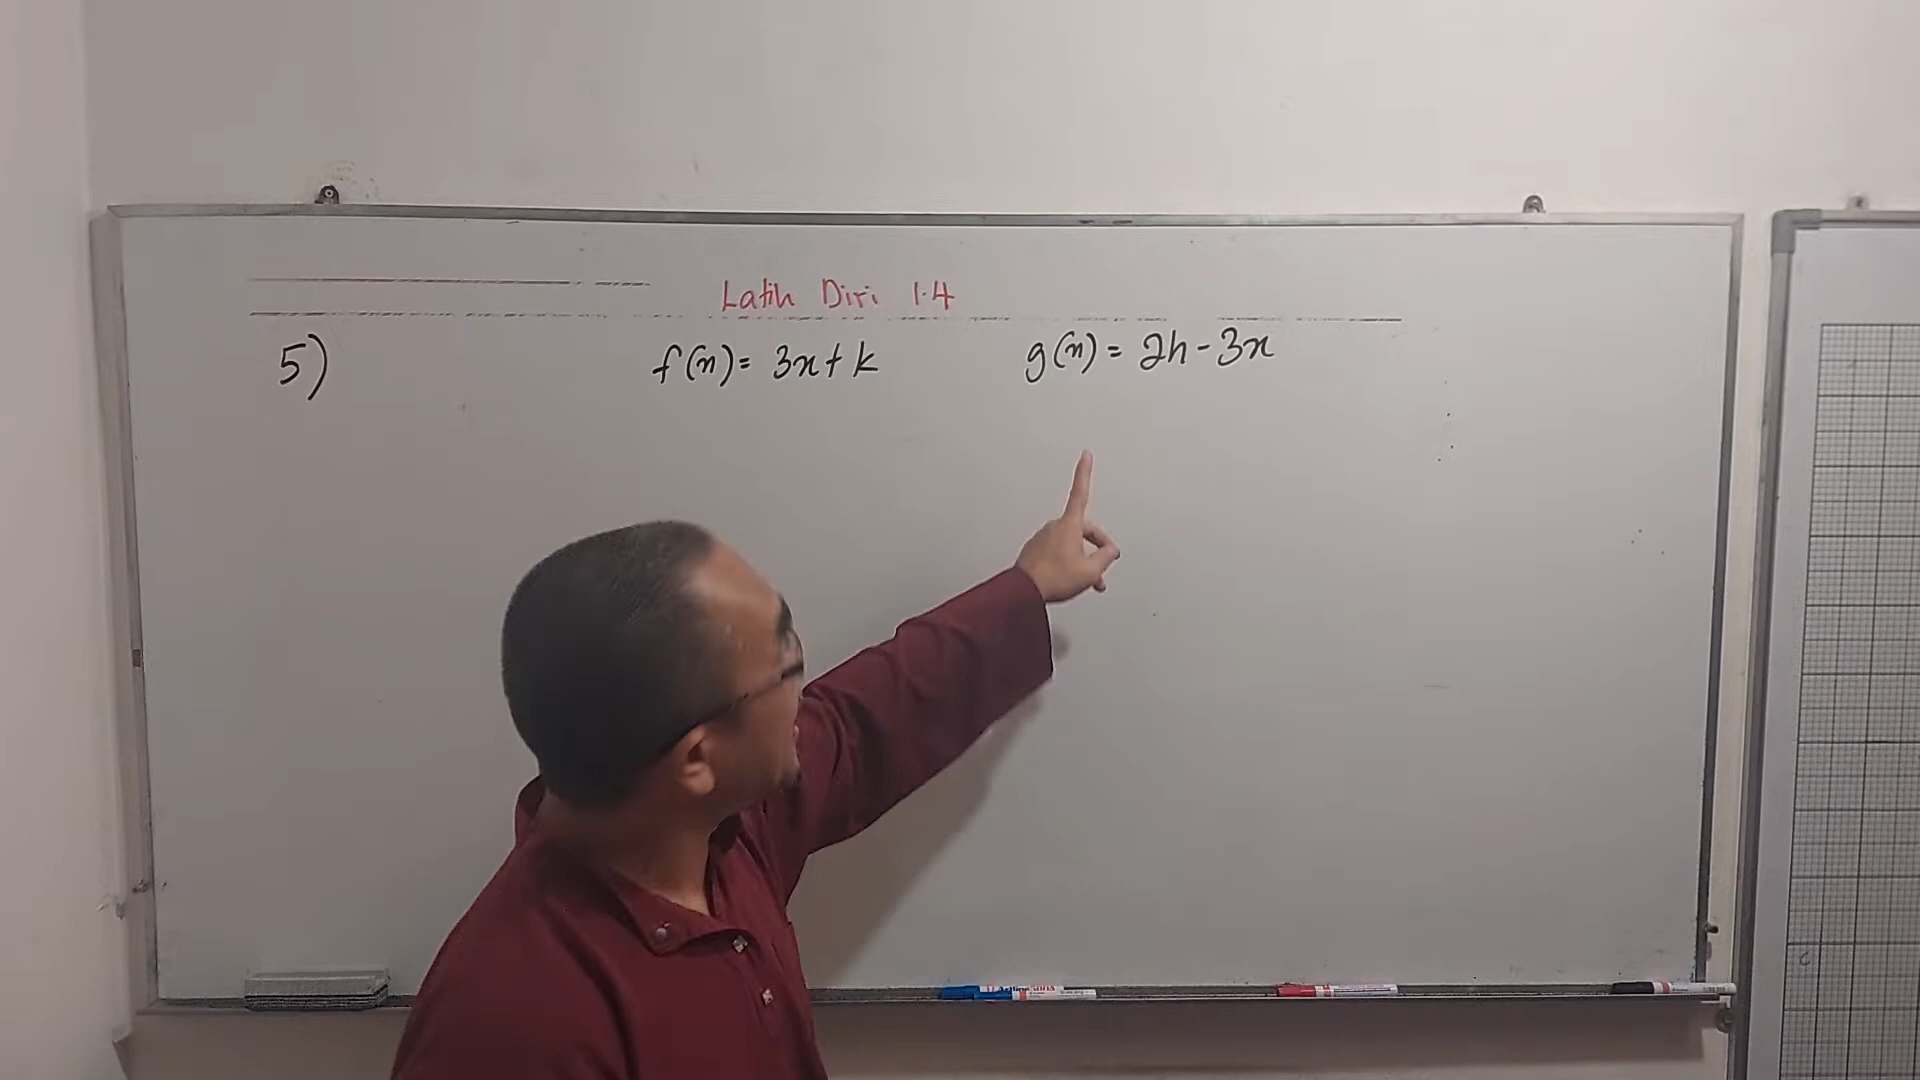 Latih Diri 1.4
5) f(x) = 3x + k g(x) = 2h - 3x